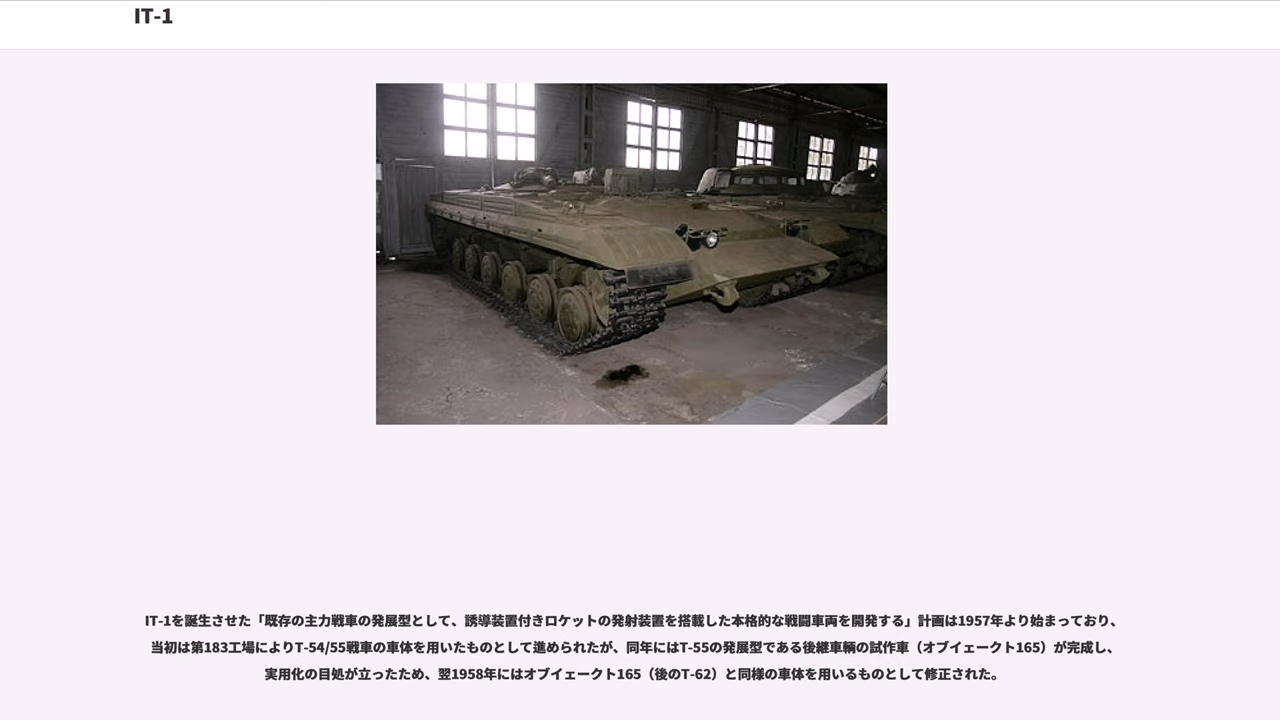 IT-1
IT-1を誕生させた「既存の主力戦車の発展型として、誘導装置付きロケットの発射装置を搭載した本格的な戦闘車両を開発する」計画は1957年より始まっており、
当初は第183工場によりT-54/55戦車の車体を用いたものとして進められたが、同年にはT-55の発展型である後継車輌の試作車（オブイェークト165）が完成し、
実用化の目処が立ったため、翌1958年にはオブイェークト165（後のT-62）と同様の車体を用いるものとして修正された。